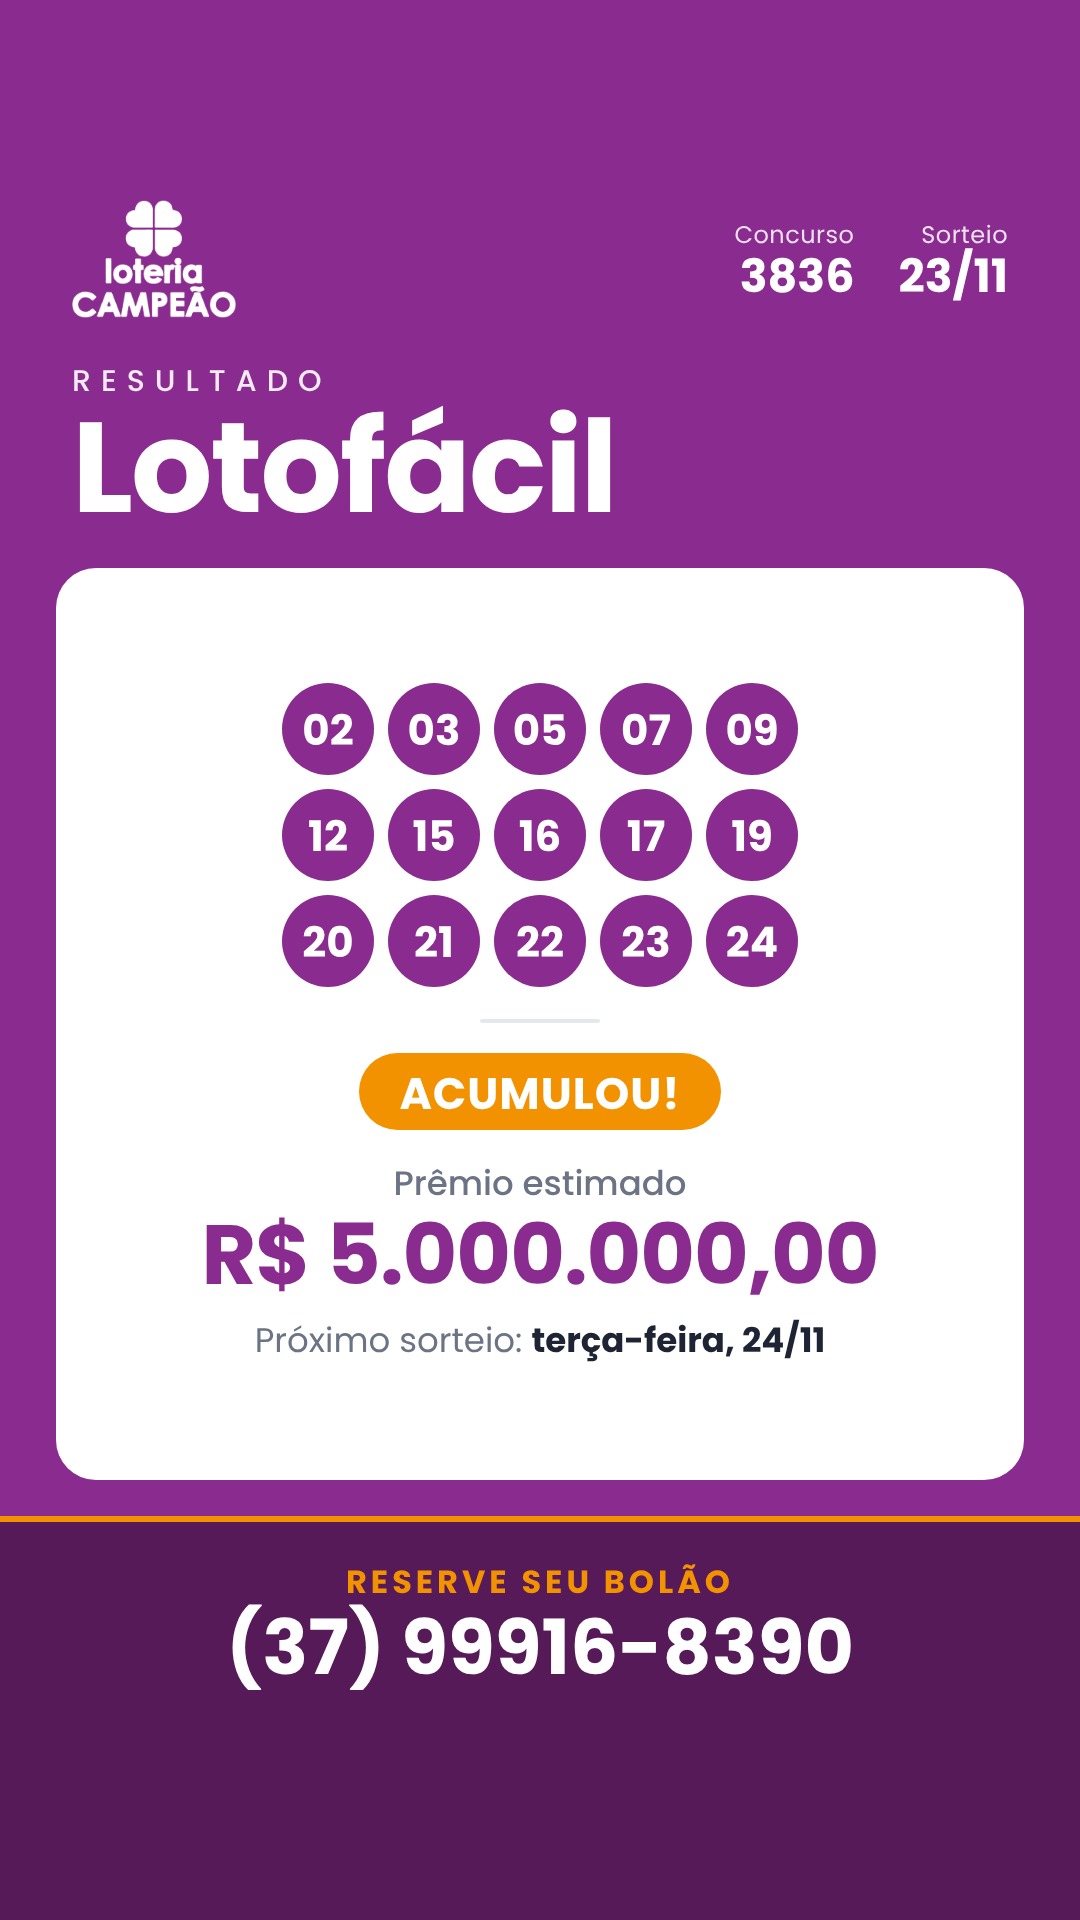 loteria
CAMPEÃO
Concurso Sorteio
3836 23/11
RESULTADO
Lotofácil
02 03 05 07 09
12 15 16 17 19
20 21 22 23 24
ACUMULOU!
Prêmio estimado
R$ 5.000.000,00
Próximo sorteio: terça-feira, 24/11
RESERVE SEU BOLÃO
(37) 99916-8390